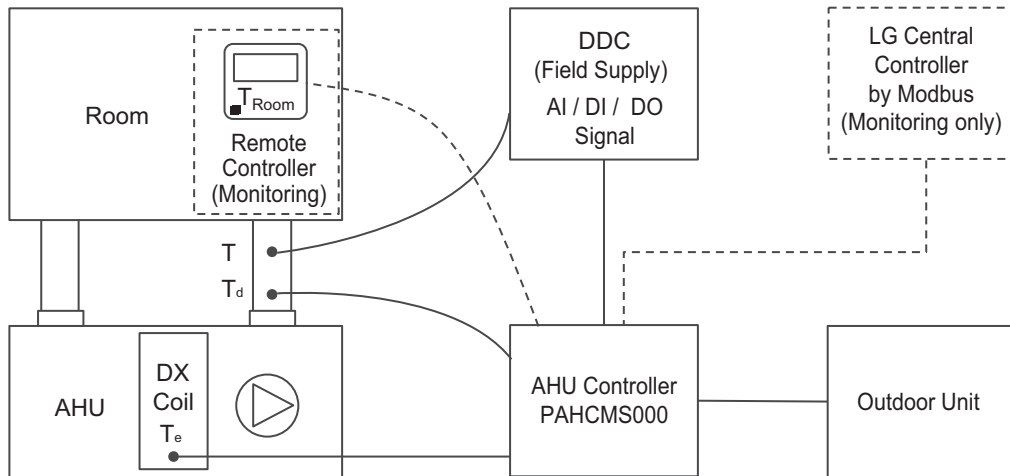 Room
T Room
Remote
Controller
(Monitoring)
DDC
(Field Supply)
AI / DI / DO
Signal
LG Central
Controller
by Modbus
(Monitoring only)
T
Td
AHU
DX
Coil
Te
AHU Controller
PAHCMS000
Outdoor Unit